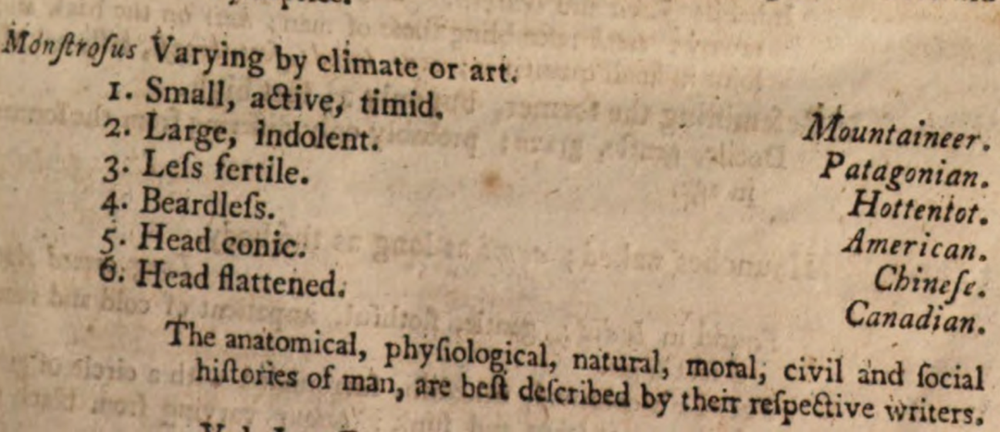 Monſtroſus Varying by climate or art.
1. Small, active, timid. Mountaineer.
2. Large, indolent. Patagonian.
3. Leſs fertile. Hottentot.
4. Beardleſs. American.
5. Head conic. Chineſe.
6. Head flattened. Canadian.
The anatomical, phyſiological, natural, moral, civil and ſocial
hiſtories of man, are beſt deſcribed by their reſpective writers.